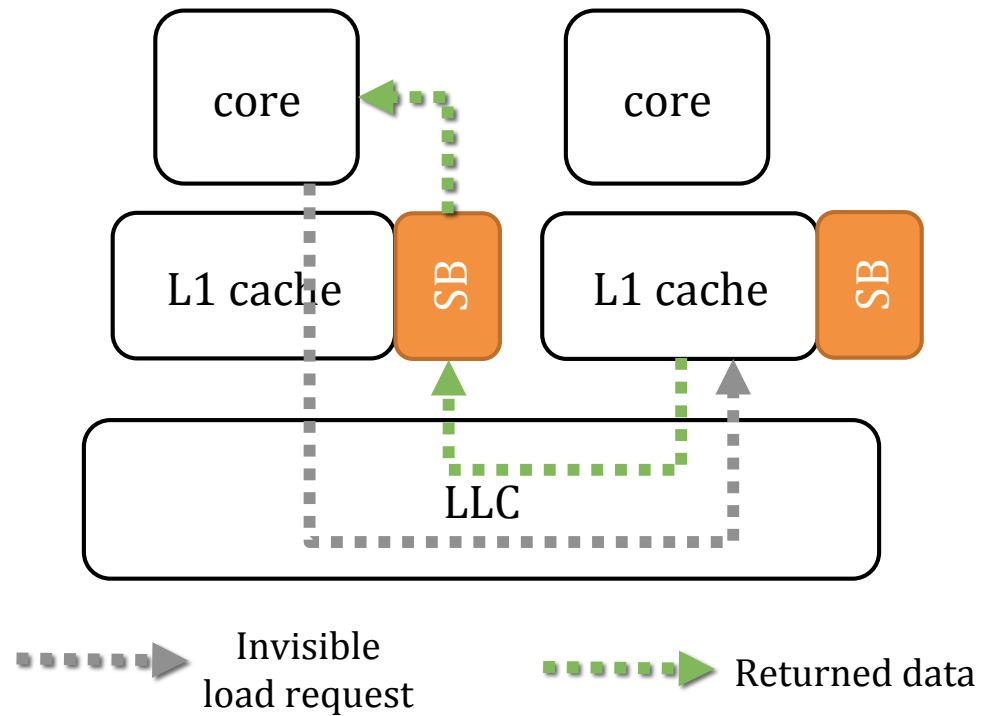 core
core
L1 cache
SB
L1 cache
SB
LLC
Invisible
load request
Returned data